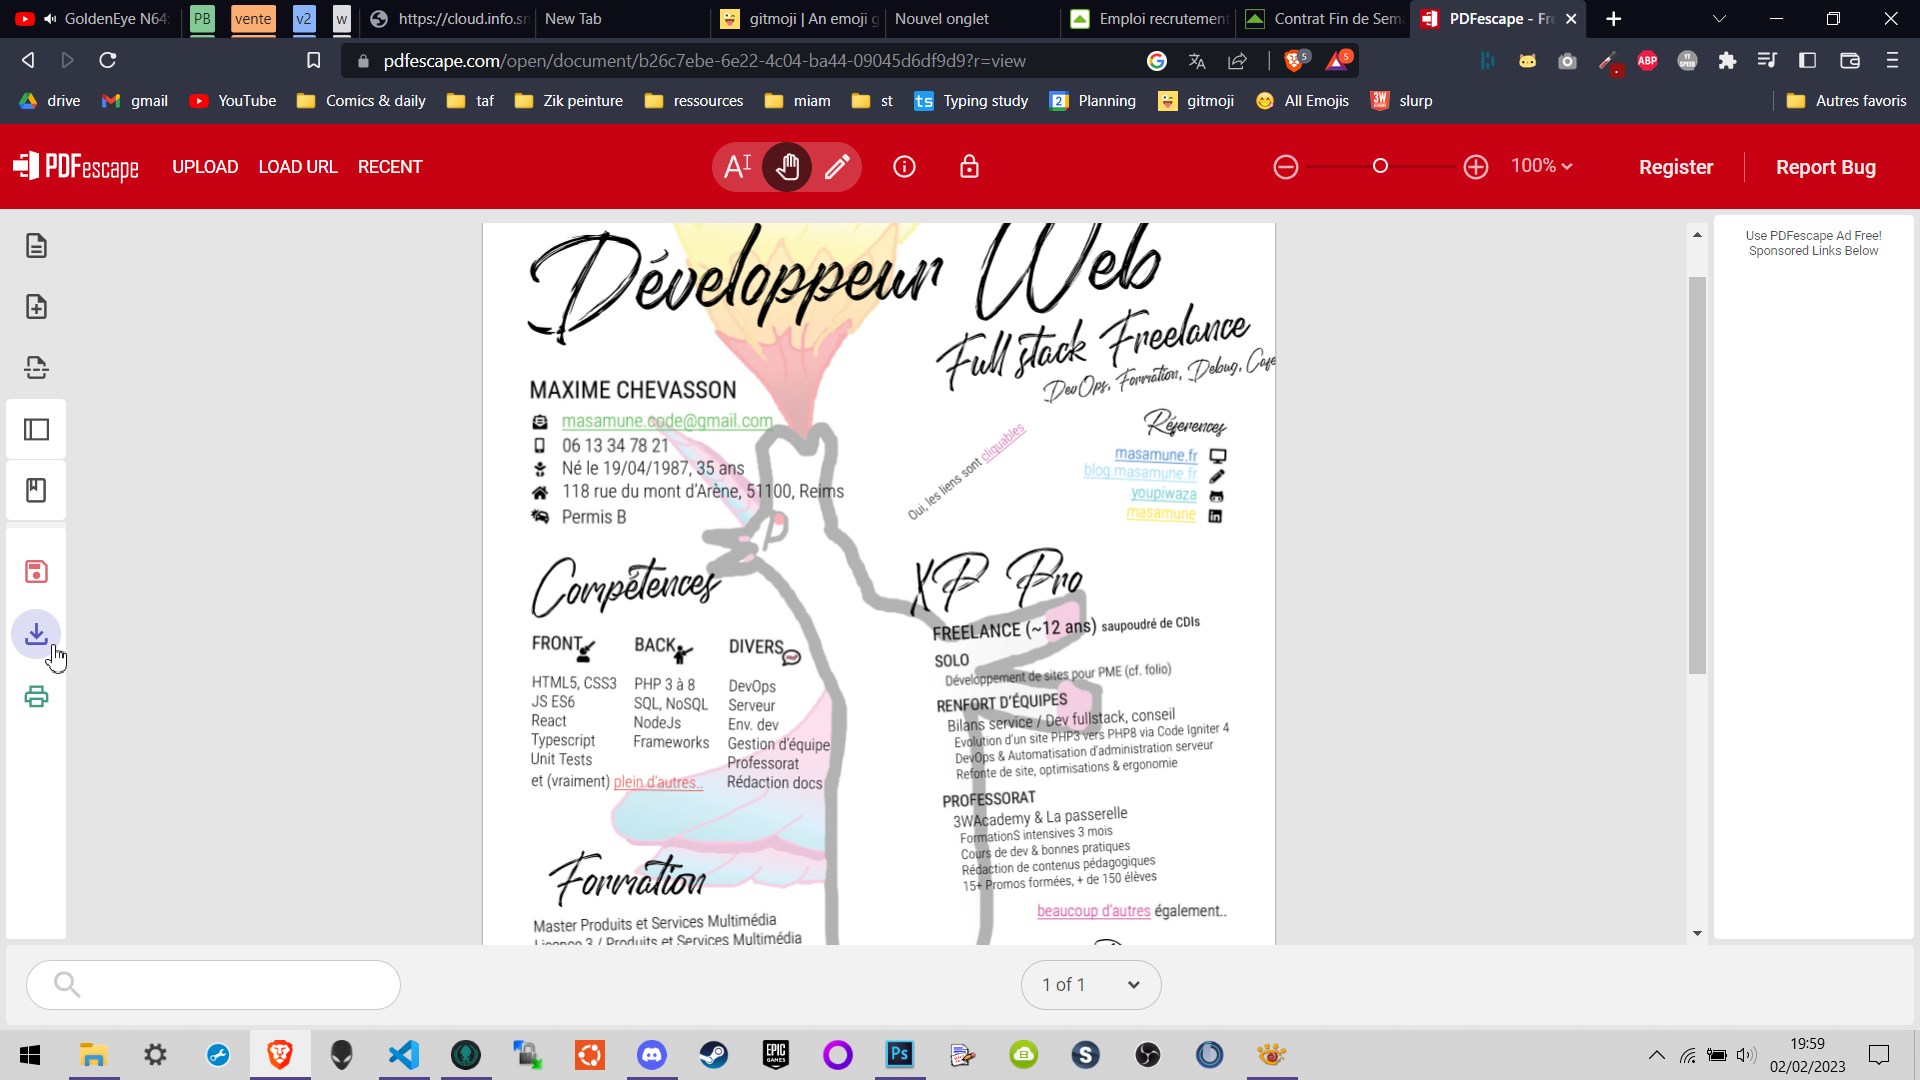 GoldenEye N64:
PB
vente
v2
w
https://cloud.info.sn
New Tab
gitmoji | An emoji g
Nouvel onglet
Emploi recrutement
Contrat Fin de Sem
PDFescape - Fre
pdfescape.com/open/document/b26c7ebe-6e22-4c04-ba44-09045d6df9d9?r=view
5
5
ABP
drive
gmail
YouTube
Comics & daily
taf
Zik peinture
ressources
miam
st
ts Typing study
2 Planning
gitmoji
All Emojis
slurp
Autres favoris
PDFescape
UPLOAD
LOAD URL
RECENT
100%
Register
Report Bug
Use PDFescape Ad Free!
Sponsored Links Below
Développeur Web
Full stack Freelance
DevOps, Formation, Debug, Café
MAXIME CHEVASSON
masamune.code@gmail.com
06 13 34 78 21
Né le 19/04/1987, 35 ans
118 rue du mont d'Arène, 51100, Reims
Permis B
Oui, les liens sont cliquables
Réferences
masamune.fr
blog.masamune.fr
youpiwaza
masamune
Compétences
FRONT
HTML5, CSS3
JS ES6
React
Typescript
Unit Tests
et (vraiment) plein d'autres..
BACK
PHP 3 à 8
SQL, NoSQL
NodeJs
Frameworks
DIVERS
DevOps
Serveur
Env. dev
Gestion d'équipe
Professorat
Rédaction docs
XP Pro
FREELANCE (~12 ans) saupoudré de CDIs
SOLO
Développement de sites pour PME (cf. folio)
RENFORT D'ÉQUIPES
Bilans service / Dev fullstack, conseil
Evolution d'un site PHP3 vers PHP8 via Code Igniter 4
DevOps & Automatisation d'administration serveur
Refonte de site, optimisations & ergonomie
PROFESSORAT
3WAcademy & La passerelle
FormationS intensives 3 mois
Cours de dev & bonnes pratiques
Rédaction de contenus pédagogiques
15+ Promos formées, + de 150 élèves
beaucoup d'autres également..
Formation
Master Produits et Services Multimédia
Licence 3 / Produits et Services Multimédia
1 of 1
EPIC GAMES
Ps
19:59
02/02/2023